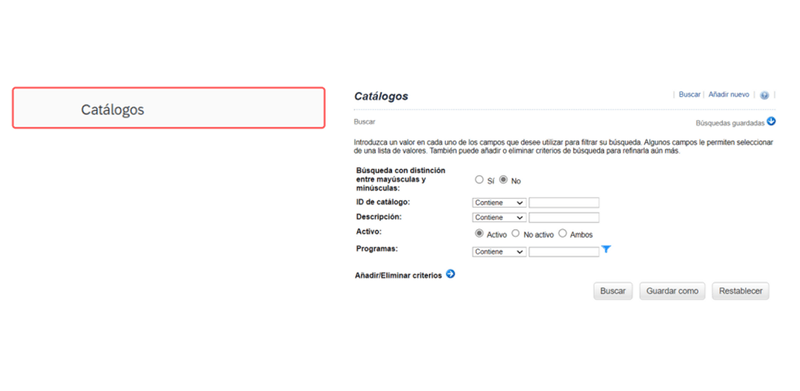 Catálogos
Catálogos
| Buscar | Añadir nuevo | ? |
Buscar
Búsquedas guardadas
Introduzca un valor en cada uno de los campos que desee utilizar para filtrar su búsqueda. Algunos campos le permiten seleccionar
de una lista de valores. También puede añadir o eliminar criterios de búsqueda para refinarla aún más.
Búsqueda con distinción
entre mayúsculas y
minúsculas:
Sí No
ID de catálogo: Contiene
Descripción: Contiene
Activo: Activo No activo Ambos
Programas: Contiene
Añadir/Eliminar criterios
Buscar Guardar como Restablecer